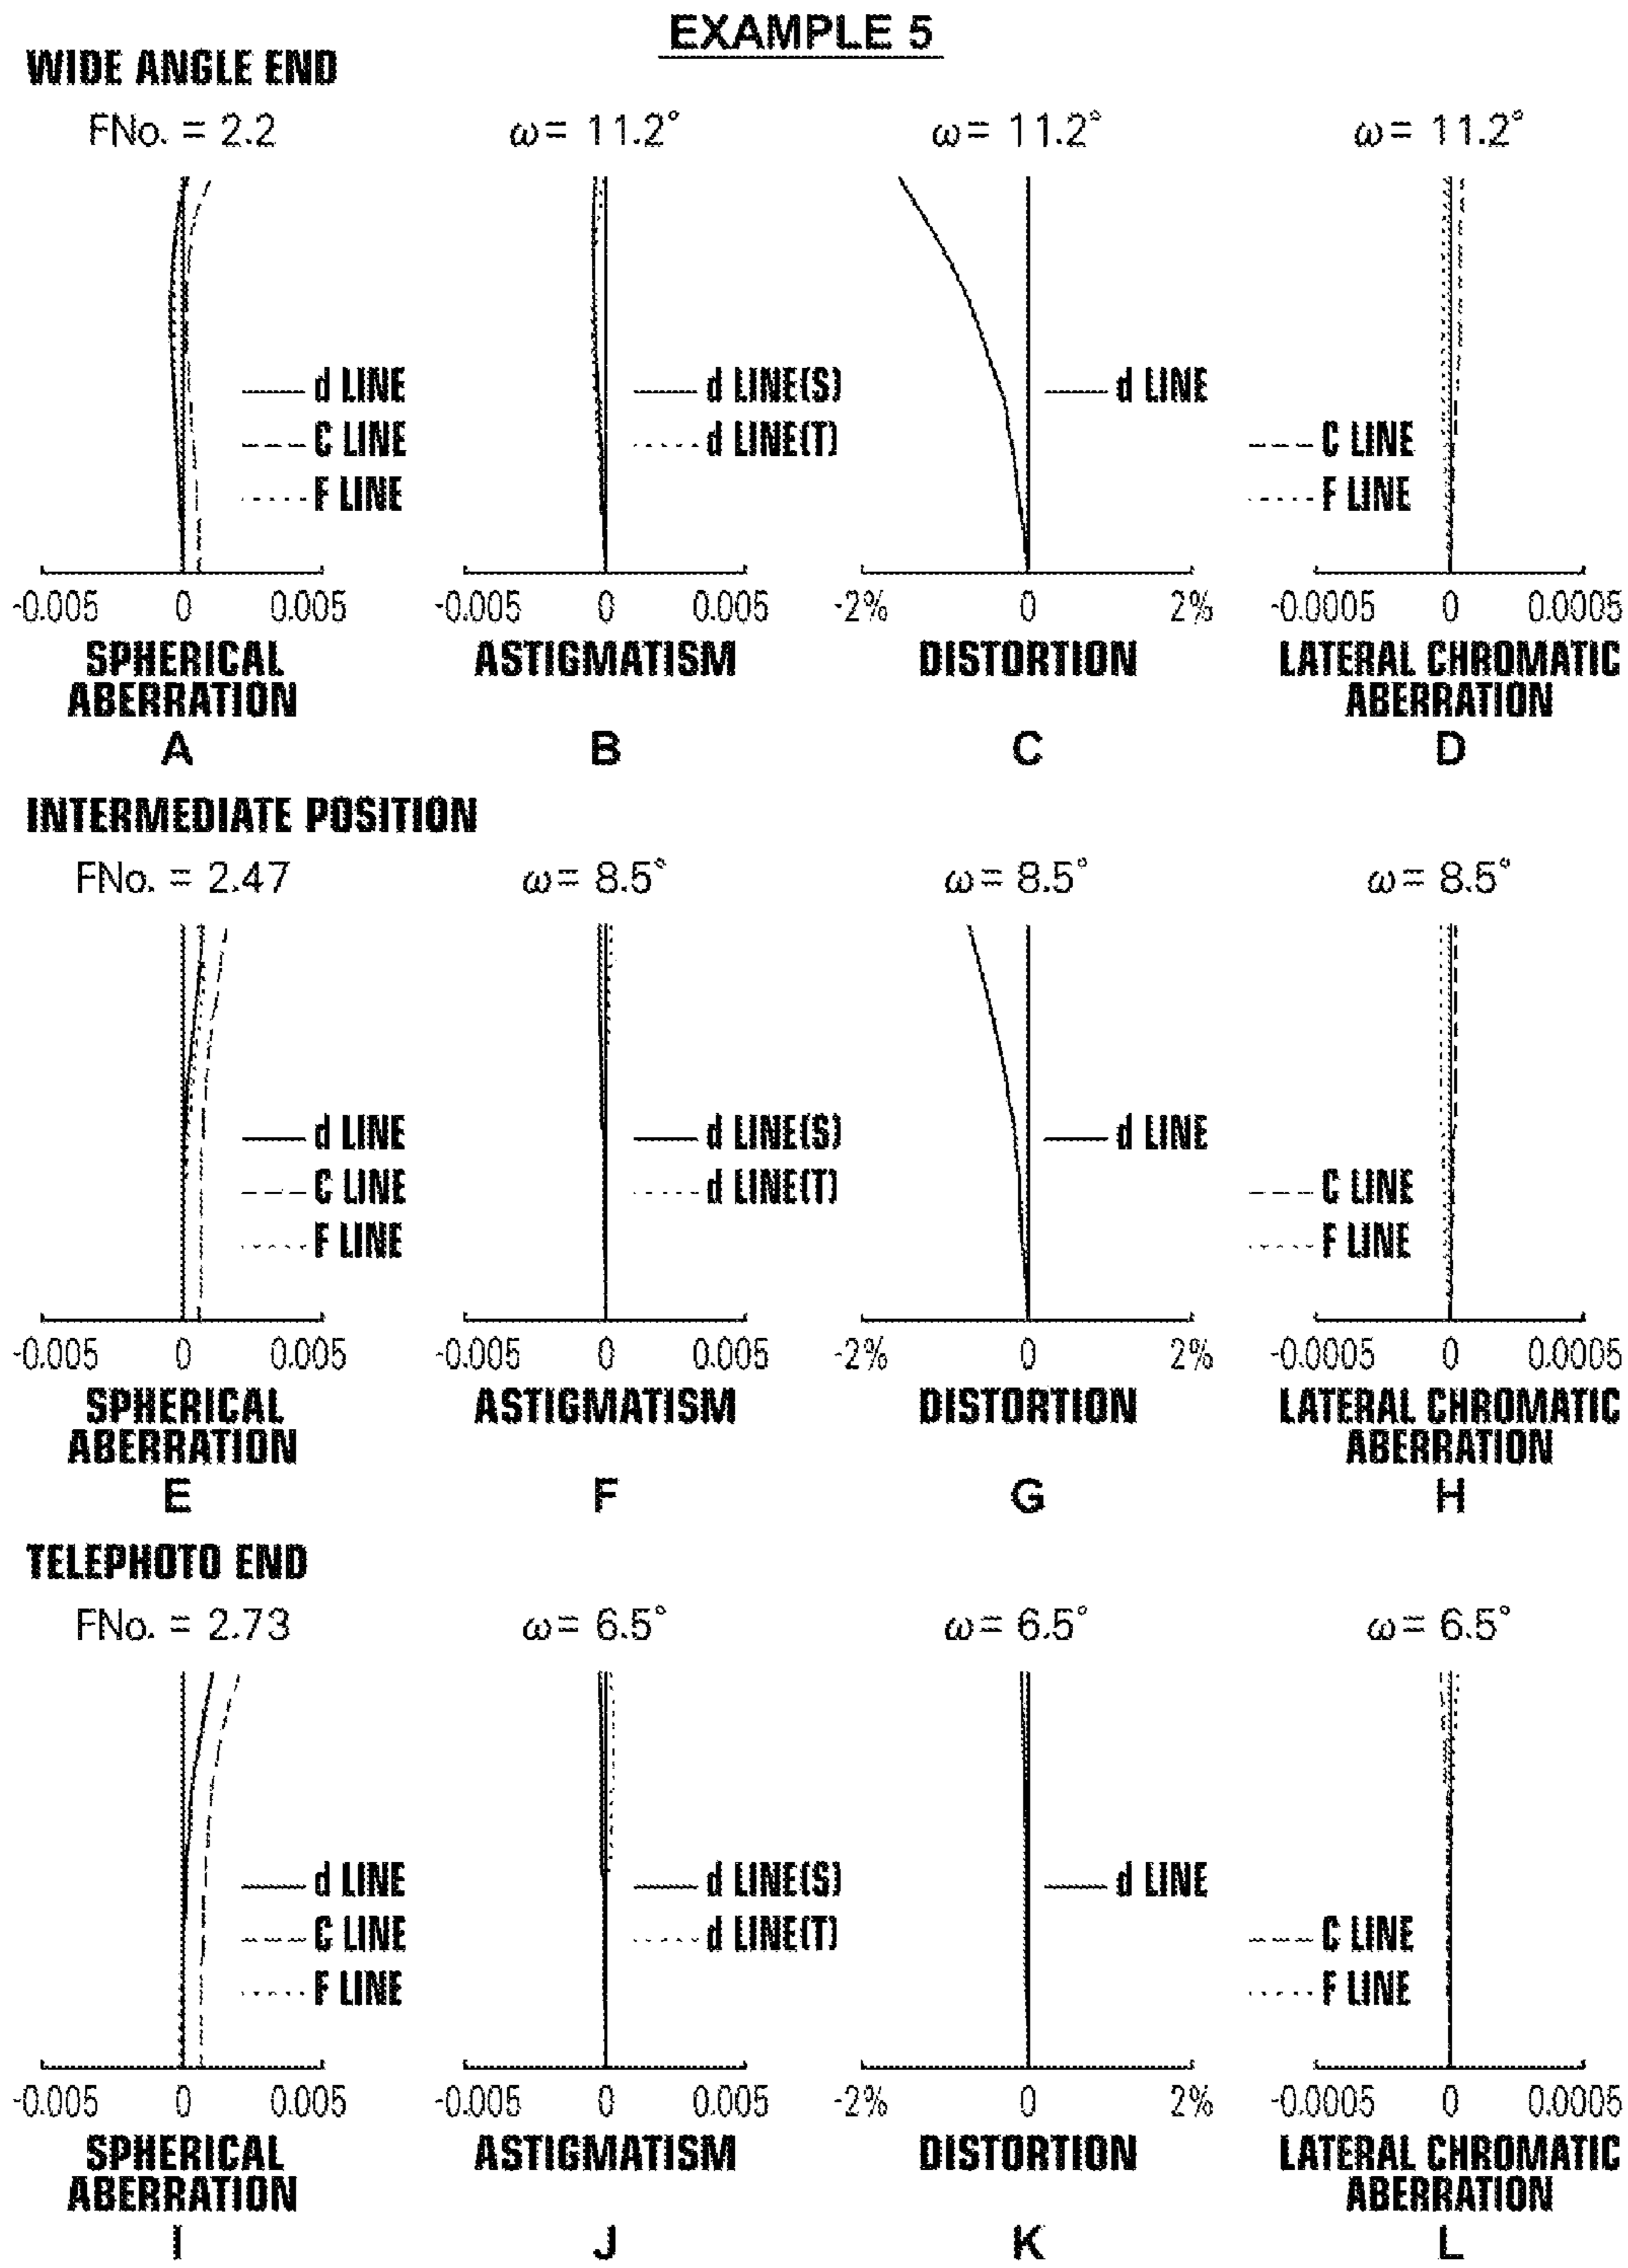 EXAMPLE 5
WIDE ANGLE END
FNo. = 2.2
ω= 11.2°
ω= 11.2°
ω= 11.2°
d LINE
C LINE
F LINE
d LINE(S)
d LINE(T)
d LINE
C LINE
F LINE
-0.005 0 0.005
-0.005 0 0.005
-2% 0 2%
-0.0005 0 0.0005
SPHERICAL
ABERRATION
ASTIGMATISM
DISTORTION
LATERAL CHROMATIC
ABERRATION
A
B
C
D
INTERMEDIATE POSITION
FNo. = 2.47
ω= 8.5°
ω= 8.5°
ω= 8.5°
d LINE
C LINE
F LINE
d LINE(S)
d LINE(T)
d LINE
C LINE
F LINE
-0.005 0 0.005
-0.005 0 0.005
-2% 0 2%
-0.0005 0 0.0005
SPHERICAL
ABERRATION
ASTIGMATISM
DISTORTION
LATERAL CHROMATIC
ABERRATION
E
F
G
H
TELEPHOTO END
FNo. = 2.73
ω= 6.5°
ω= 6.5°
ω= 6.5°
d LINE
C LINE
F LINE
d LINE(S)
d LINE(T)
d LINE
C LINE
F LINE
-0.005 0 0.005
-0.005 0 0.005
-2% 0 2%
-0.0005 0 0.0005
SPHERICAL
ABERRATION
ASTIGMATISM
DISTORTION
LATERAL CHROMATIC
ABERRATION
I
J
K
L